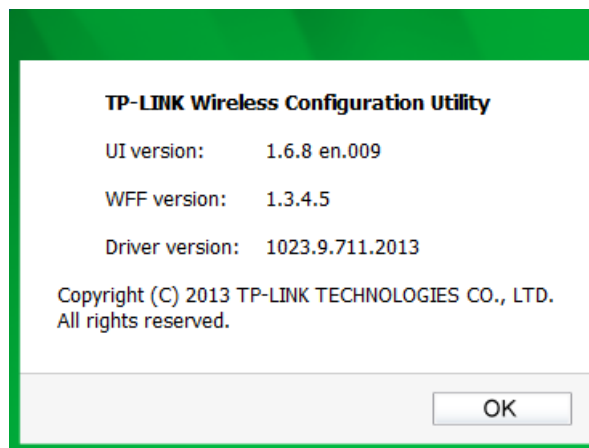 TP-LINK Wireless Configuration Utility
UI version: 1.6.8 en.009
WFF version: 1.3.4.5
Driver version: 1023.9.711.2013
Copyright (C) 2013 TP-LINK TECHNOLOGIES CO., LTD.
All rights reserved.
OK